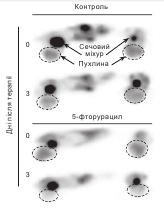 Контроль
0
Сечовий
міхур
Пухлина
3
Дні після терапії
5-фторурацил
0
3